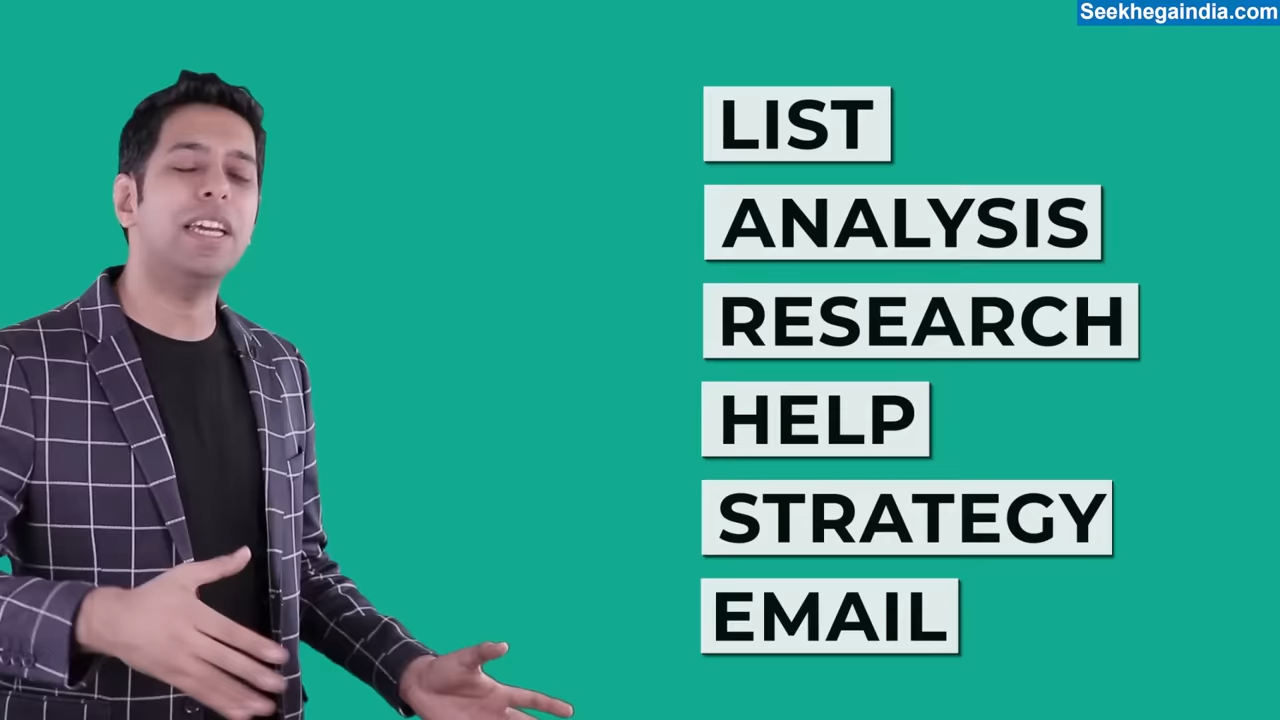 Seekhegaindia.com
LIST
ANALYSIS
RESEARCH
HELP
STRATEGY
EMAIL